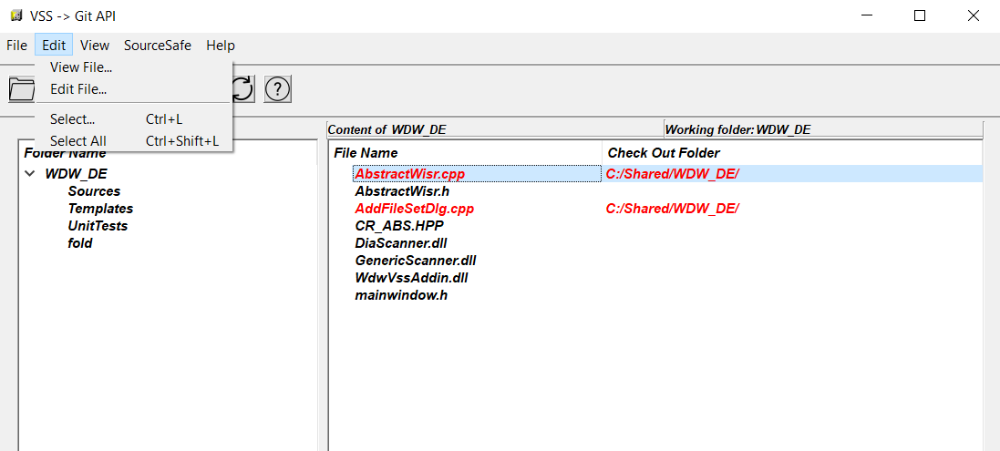 VSS -> Git API
File Edit View SourceSafe Help
View File...
Edit File...
Select... Ctrl+L
Select All Ctrl+Shift+L
?
Content of WDW_DE Working folder: WDW_DE
Folder Name
WDW_DE
Sources
Templates
UnitTests
fold
File Name Check Out Folder
AbstractWisr.cpp C:/Shared/WDW_DE/
AbstractWisr.h
AddFileSetDlg.cpp C:/Shared/WDW_DE/
CR_ABS.HPP
DiaScanner.dll
GenericScanner.dll
WdwVssAddin.dll
mainwindow.h